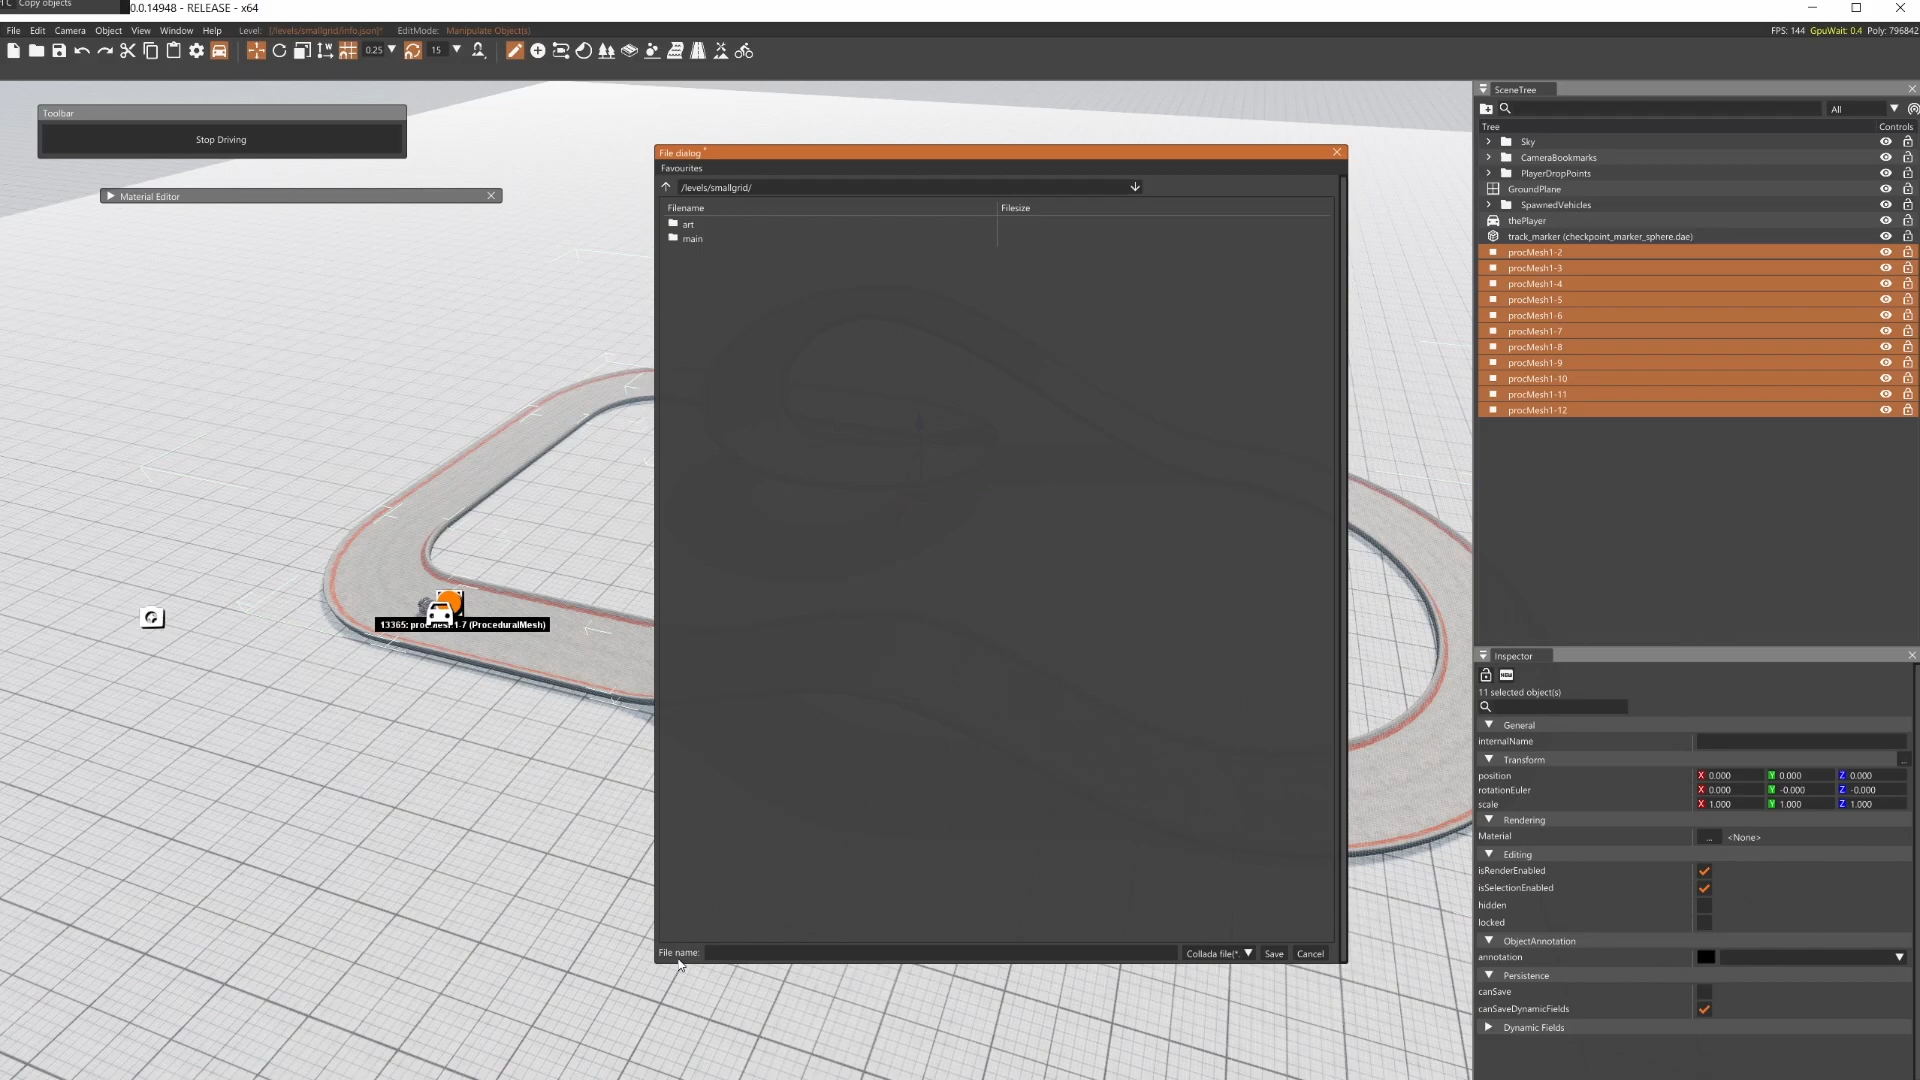 Copy objects
0.0.14948 - RELEASE - x64
File Edit Camera Object View Window Help Level: [/levels/smallgrid/info.json]* EditMode: Manipulate Object(s)
FPS: 144 GpuWait: 0.4 Poly: 796842
0.25 15
Toolbar
Stop Driving
Material Editor
13365: procMesh1-7 (ProceduralMesh)
File dialog *
Favourites
/levels/smallgrid/
Filename Filesize
art
main
File name: Collada file(*. Save Cancel
SceneTree
All
Tree Controls
Sky
CameraBookmarks
PlayerDropPoints
GroundPlane
SpawnedVehicles
thePlayer
track_marker (checkpoint_marker_sphere.dae)
procMesh1-2
procMesh1-3
procMesh1-4
procMesh1-5
procMesh1-6
procMesh1-7
procMesh1-8
procMesh1-9
procMesh1-10
procMesh1-11
procMesh1-12
Inspector
NEW
11 selected object(s)
General
internalName
Transform
...
position X 0.000 Y 0.000 Z 0.000
rotationEuler X 0.000 Y -0.000 Z -0.000
scale X 1.000 Y 1.000 Z 1.000
Rendering
Material ... <None>
Editing
isRenderEnabled
isSelectionEnabled
hidden
locked
ObjectAnnotation
annotation
Persistence
canSave
canSaveDynamicFields
Dynamic Fields